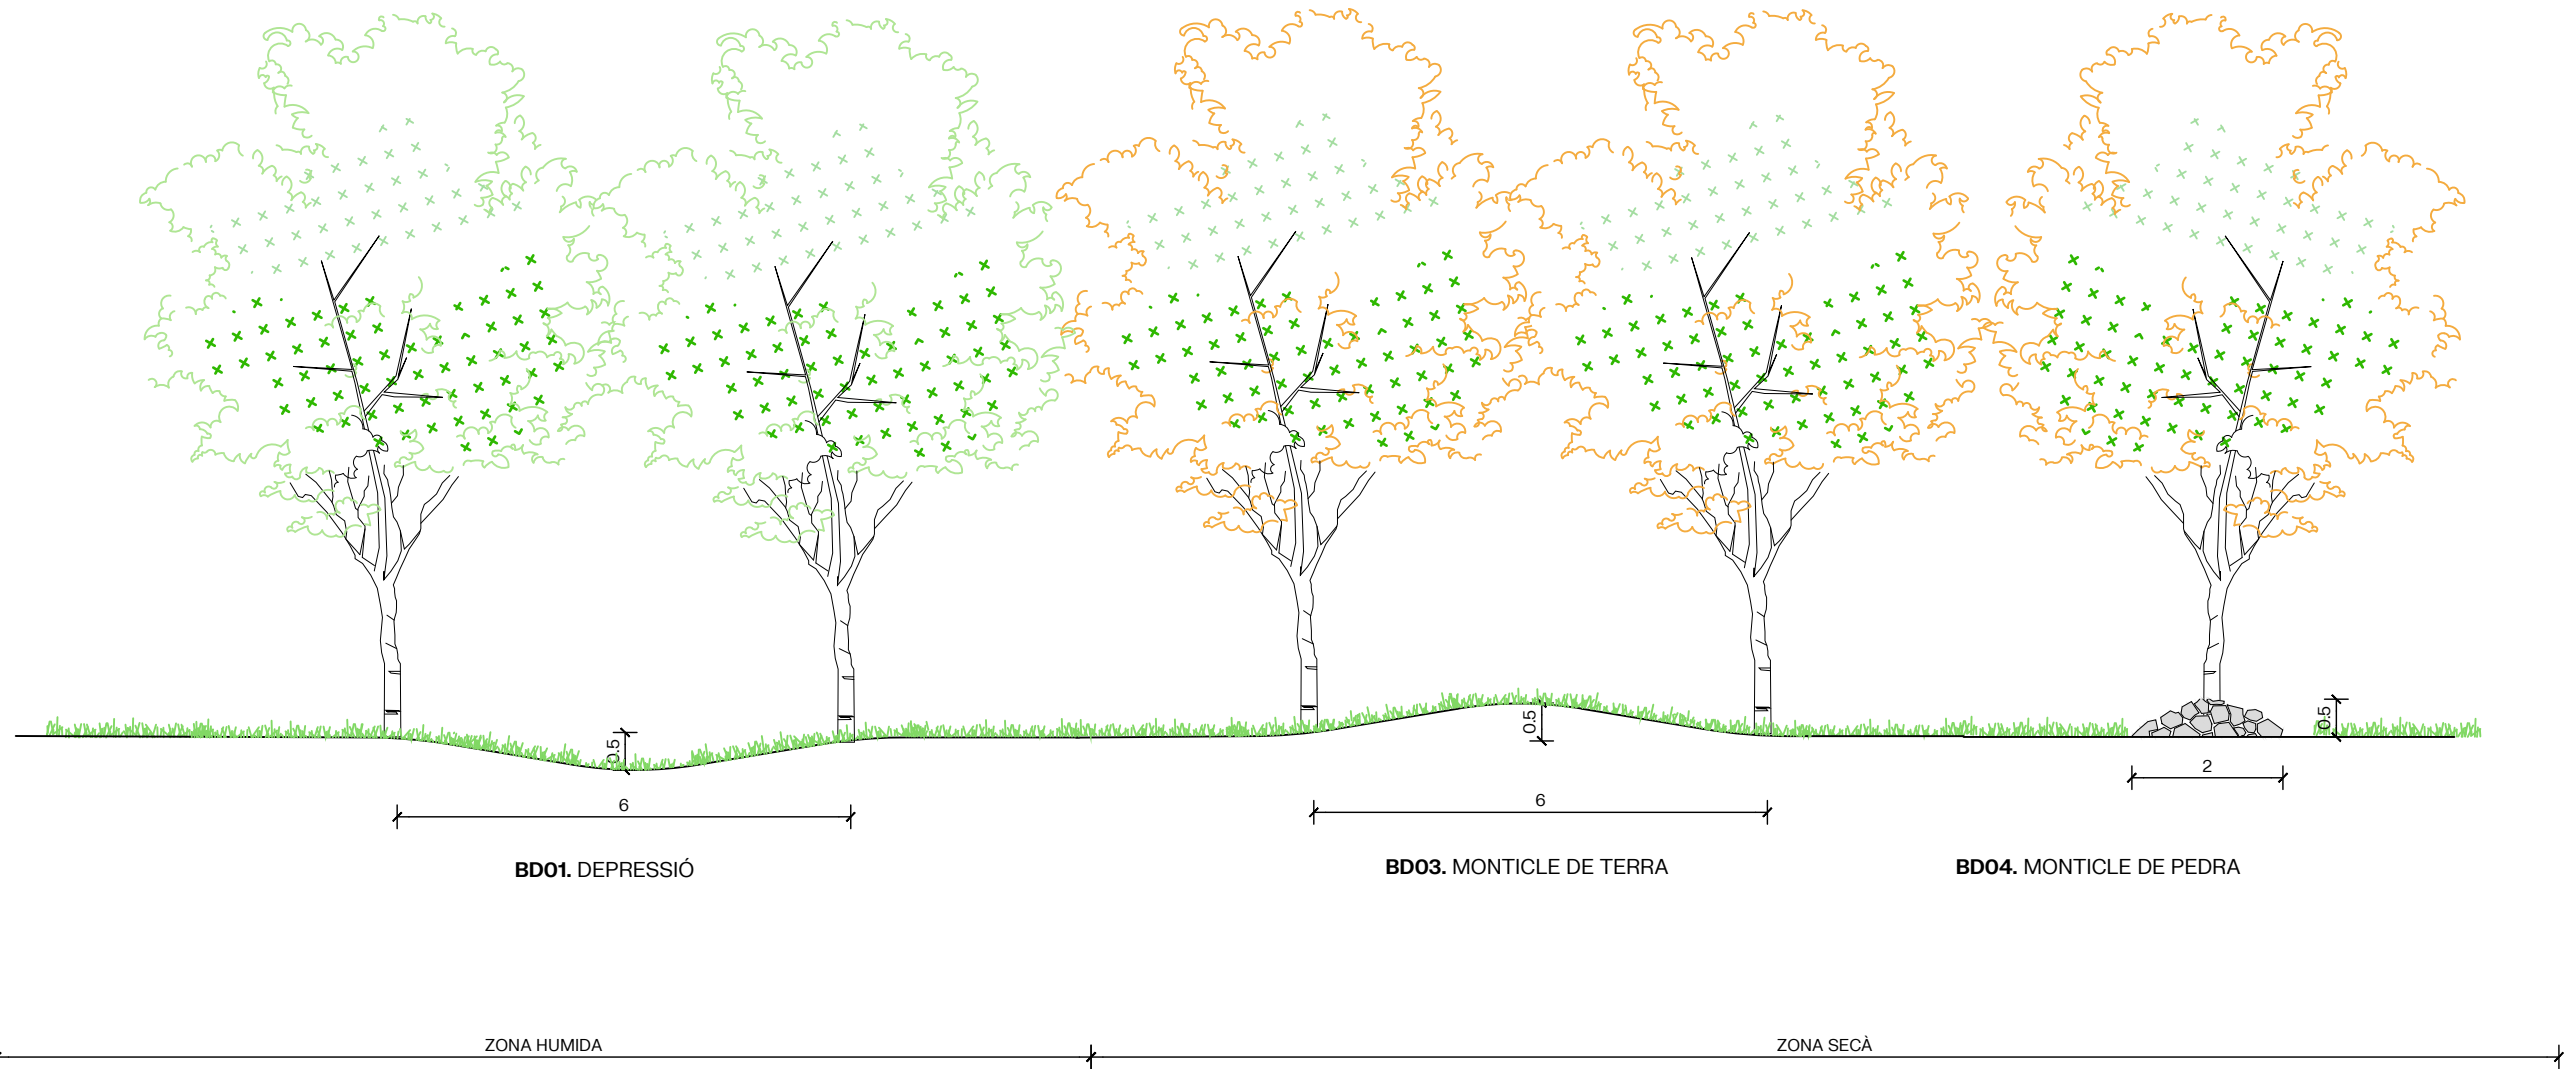 0.5
0.5
0.5
2
6
6
BD01. DEPRESSIÓ
BD03. MONTICLE DE TERRA
BD04. MONTICLE DE PEDRA
ZONA HUMIDA
ZONA SECÀ